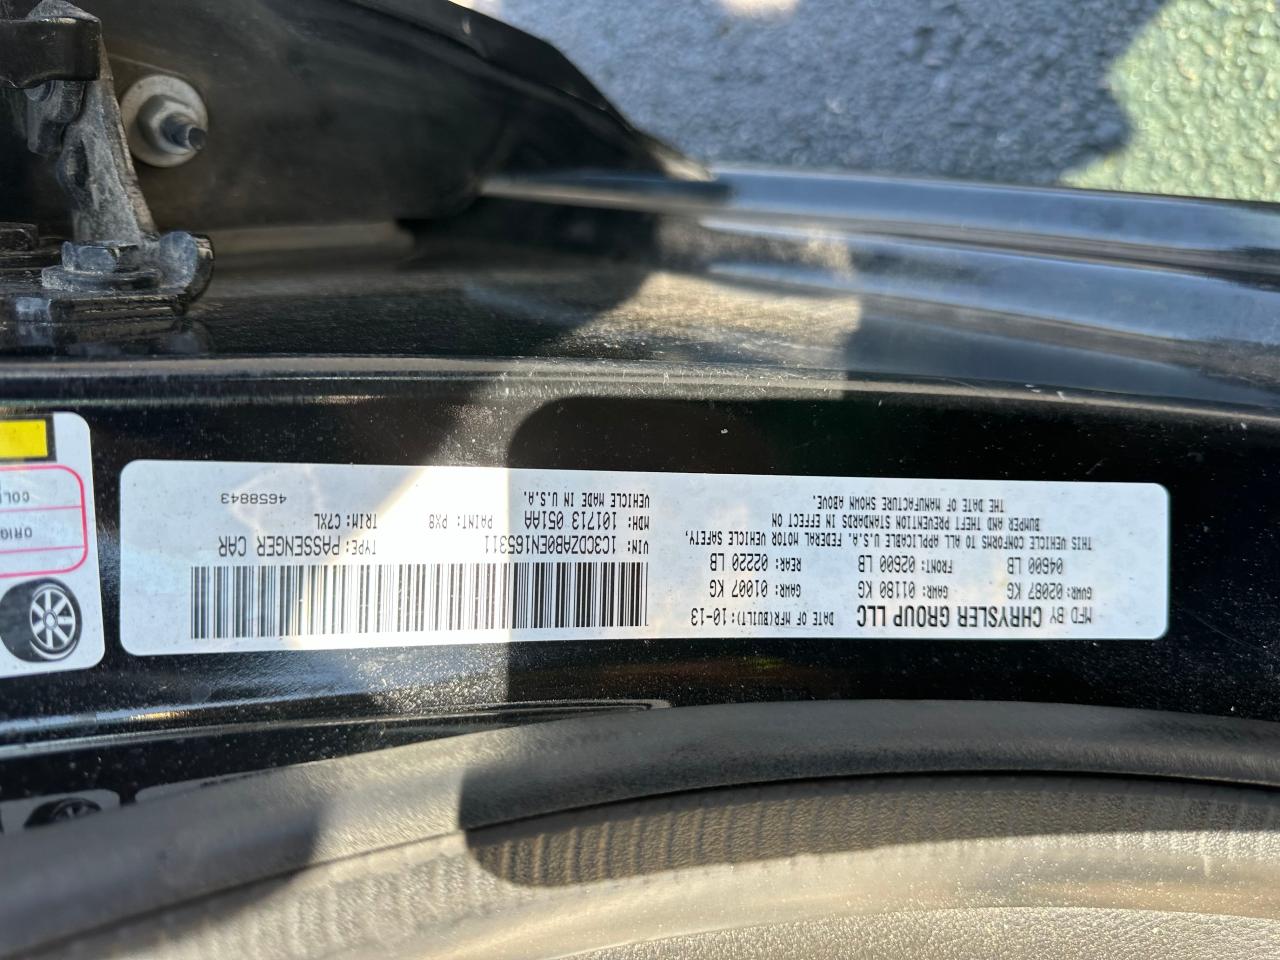 MFD BY CHRYSLER GROUP LLC DATE OF MFR(BUILT): 10-13
GVWR: 02087 KG GAWR: 01180 KG GAWR: 01007 KG
04600 LB FRONT: 02600 LB REAR: 02220 LB
THIS VEHICLE CONFORMS TO ALL APPLICABLE U.S.A. FEDERAL MOTOR VEHICLE SAFETY,
BUMPER AND THEFT PREVENTION STANDARDS IN EFFECT ON
THE DATE OF MANUFACTURE SHOWN ABOVE.
VIN: 1C3CDZAB0EN165311 TYPE: PASSENGER CAR
MDH: 101713 051AA PAINT: PX8 TRIM: C7XL
VEHICLE MADE IN U.S.A. 4658843
ORIG
COL